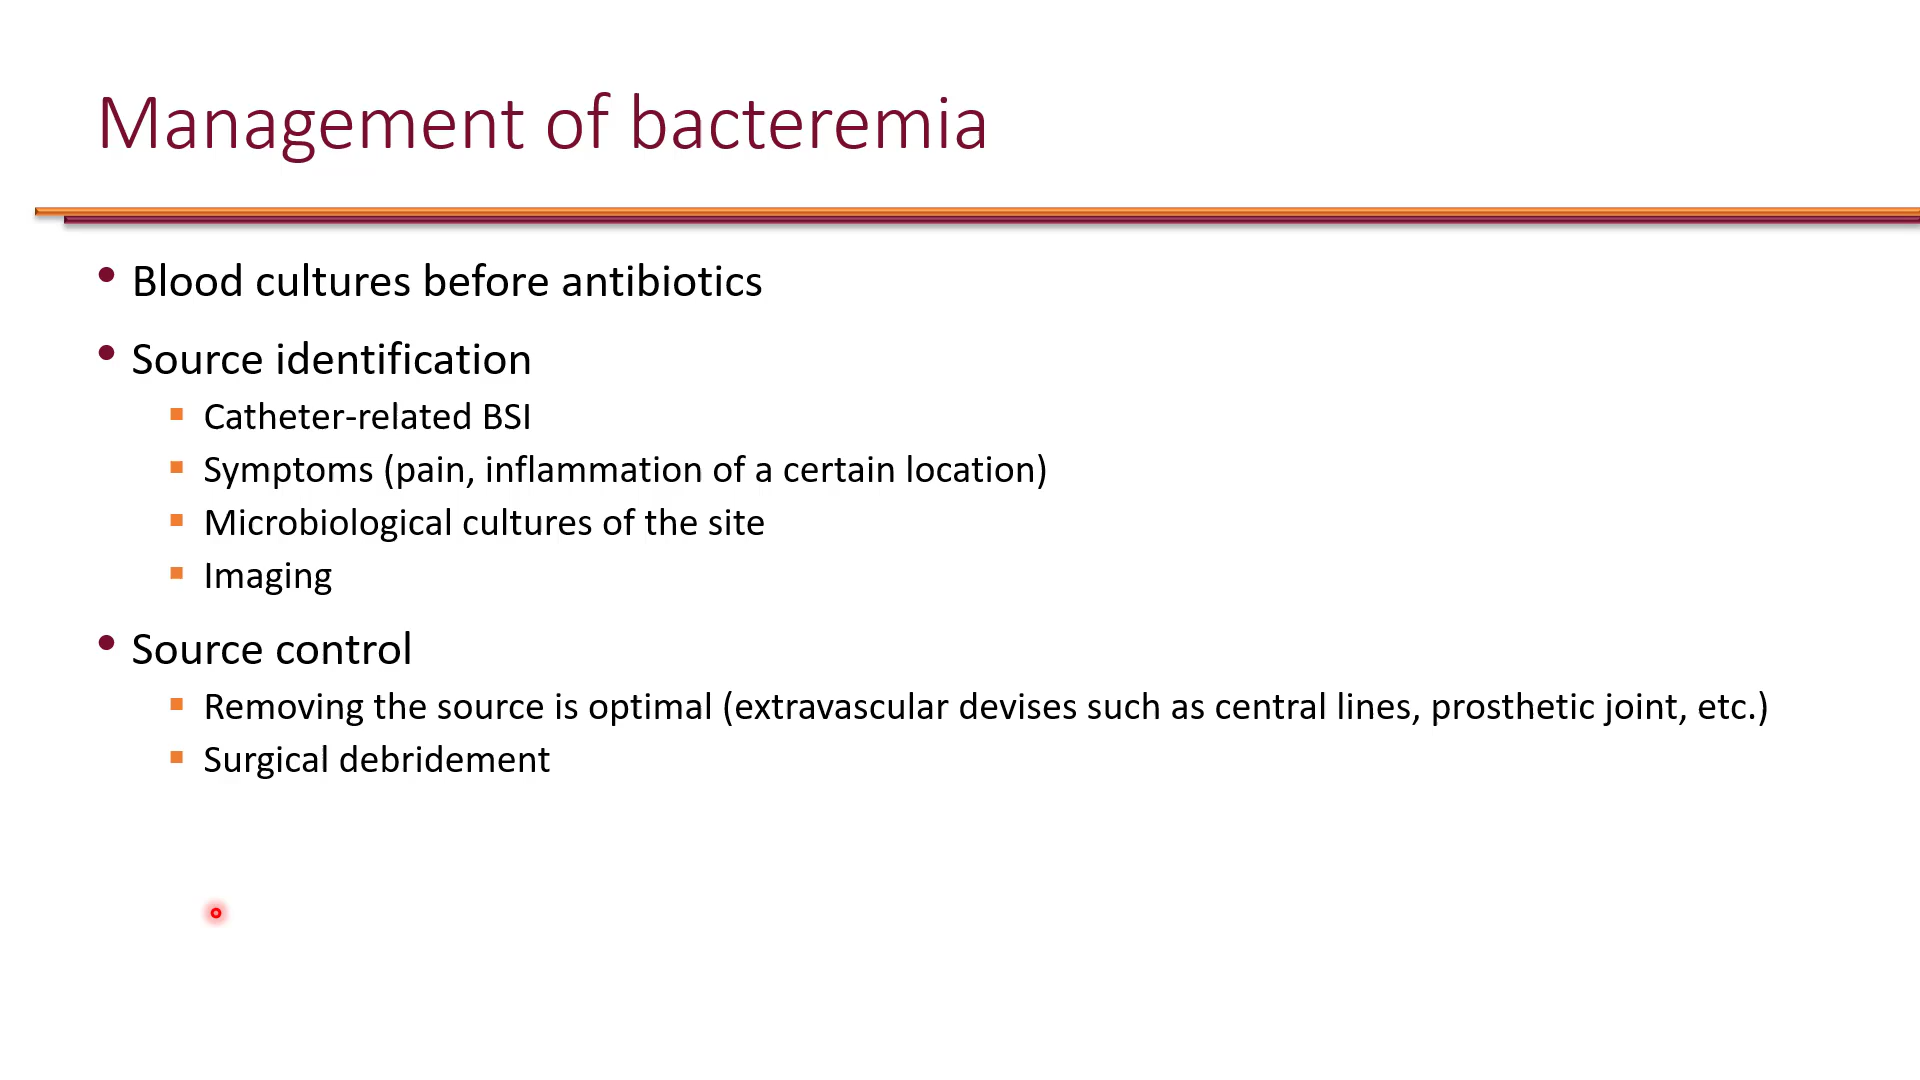 Management of bacteremia
• Blood cultures before antibiotics
• Source identification
▪ Catheter-related BSI
▪ Symptoms (pain, inflammation of a certain location)
▪ Microbiological cultures of the site
▪ Imaging
• Source control
▪ Removing the source is optimal (extravascular devises such as central lines, prosthetic joint, etc.)
▪ Surgical debridement